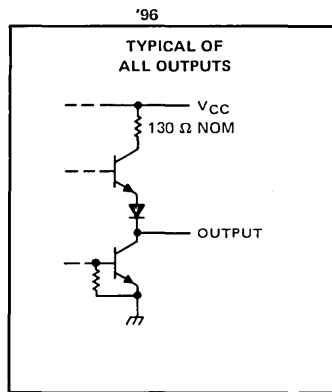 '96
TYPICAL OF
ALL OUTPUTS
VCC
130 Ω NOM
OUTPUT